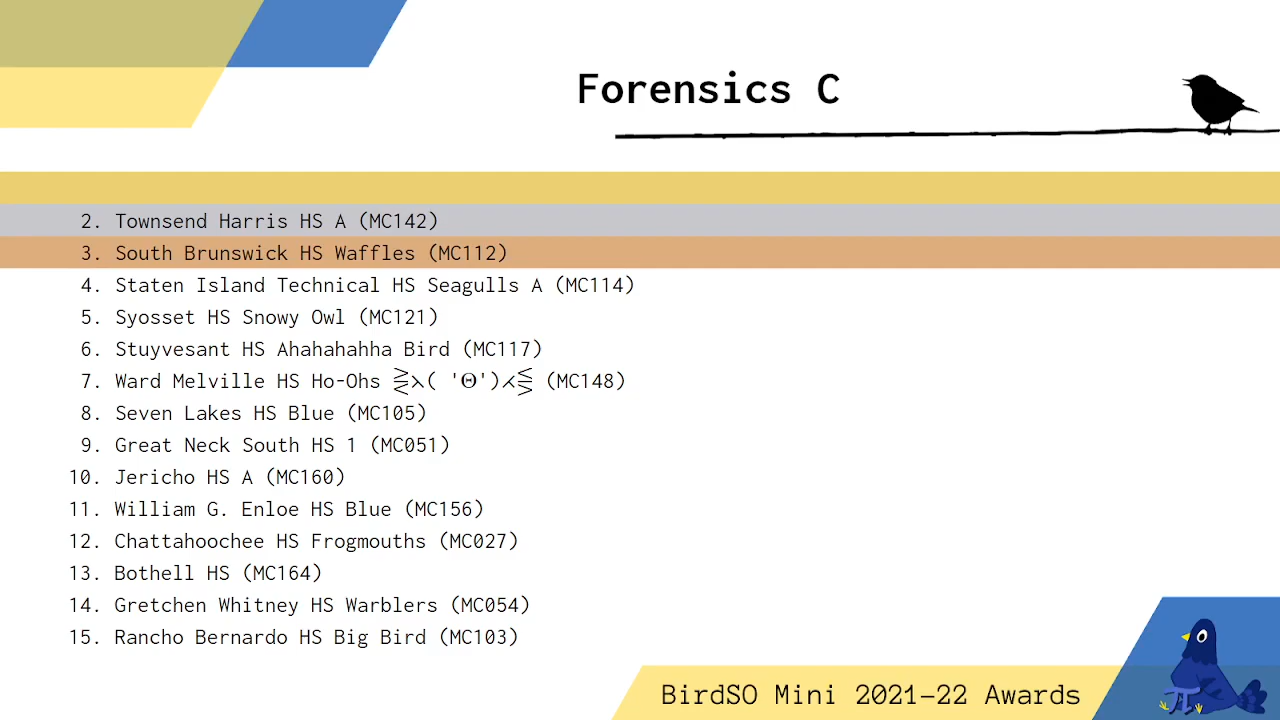 Forensics C
2. Townsend Harris HS A (MC142)
3. South Brunswick HS Waffles (MC112)
4. Staten Island Technical HS Seagulls A (MC114)
5. Syosset HS Snowy Owl (MC121)
6. Stuyvesant HS Ahahahahha Bird (MC117)
7. Ward Melville HS Ho-Ohs ⋛⋋( 'Θ')⋌⋚ (MC148)
8. Seven Lakes HS Blue (MC105)
9. Great Neck South HS 1 (MC051)
10. Jericho HS A (MC160)
11. William G. Enloe HS Blue (MC156)
12. Chattahoochee HS Frogmouths (MC027)
13. Bothell HS (MC164)
14. Gretchen Whitney HS Warblers (MC054)
15. Rancho Bernardo HS Big Bird (MC103)
BirdSO Mini 2021–22 Awards